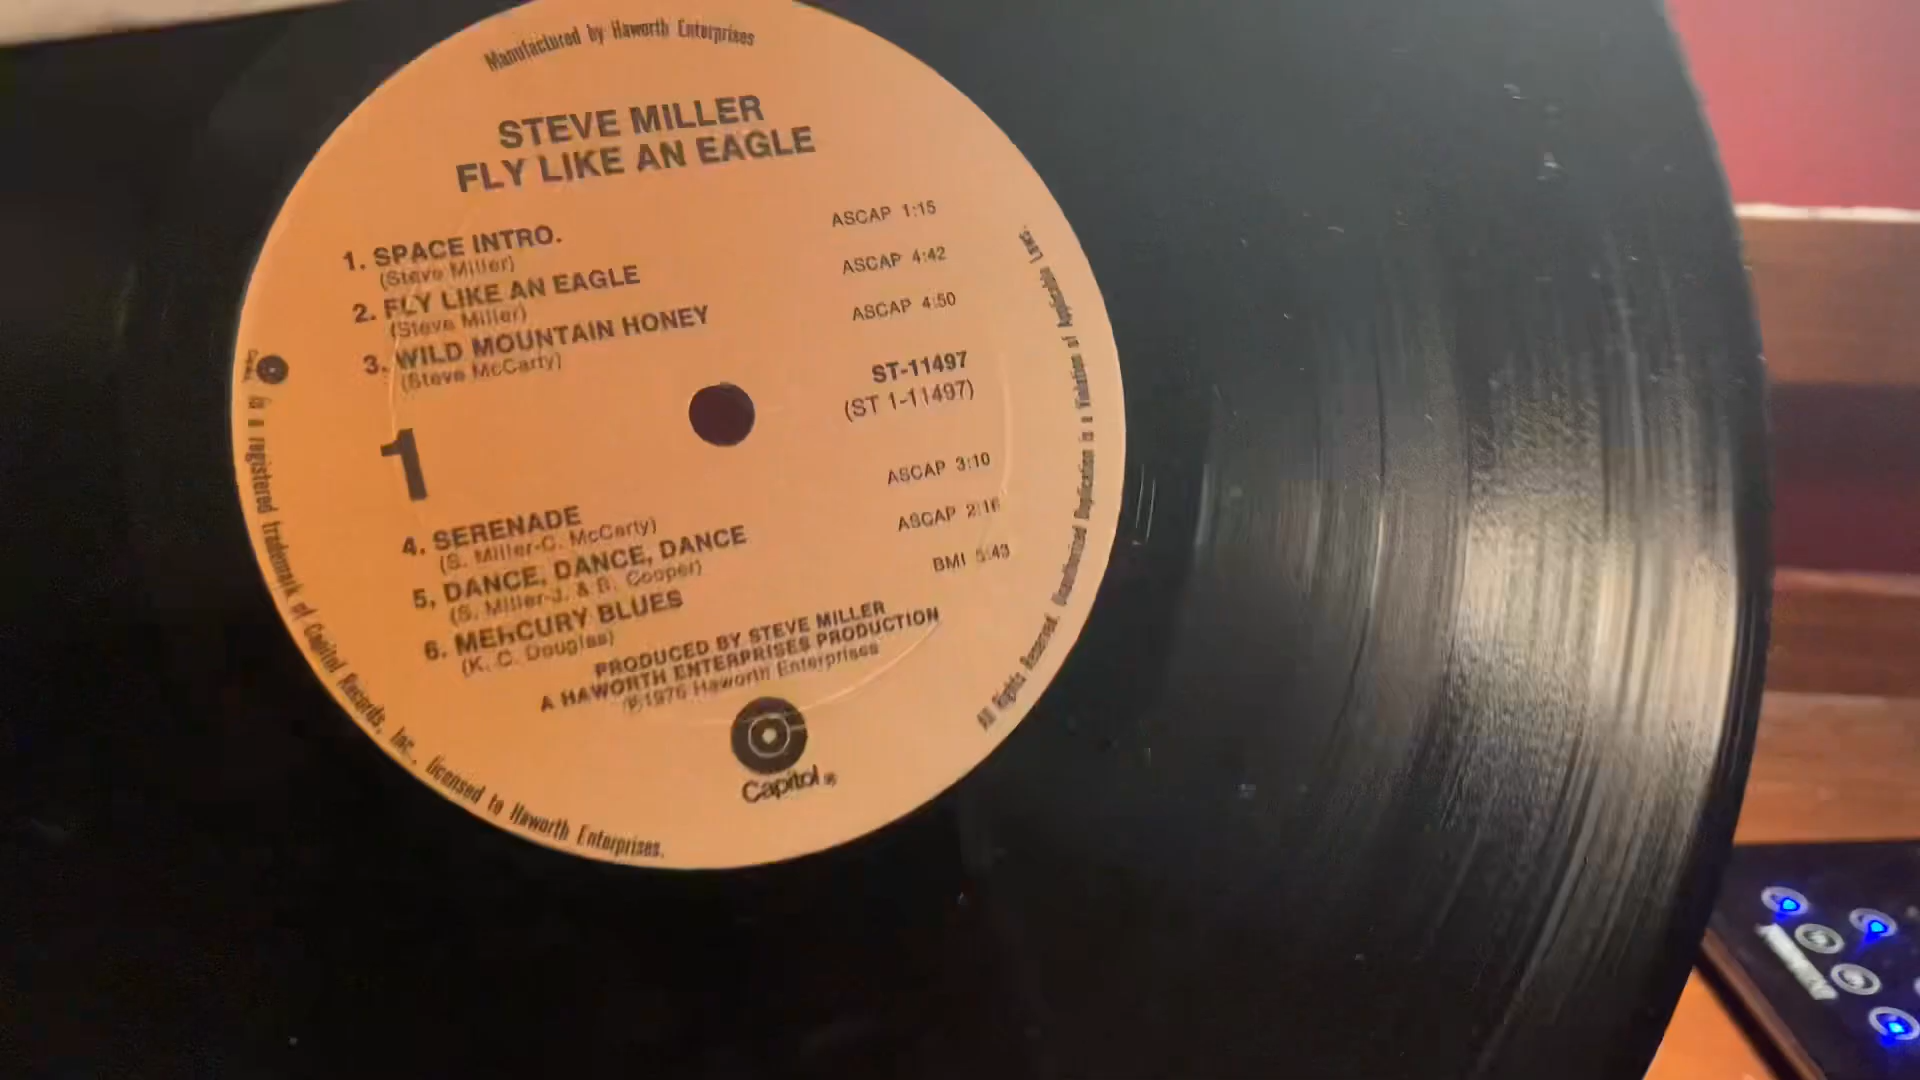 Manufactured by Haworth Enterprises
STEVE MILLER
FLY LIKE AN EAGLE
1. SPACE INTRO. ASCAP 1:15
(Steve Miller)
2. FLY LIKE AN EAGLE ASCAP 4:42
(Steve Miller)
3. WILD MOUNTAIN HONEY ASCAP 4:50
(Steve McCarty)
ST-11497
(ST 1-11497)
1
4. SERENADE ASCAP 3:10
(S. Miller-C. McCarty)
5, DANCE, DANCE, DANCE ASCAP 2:16
(S. Miller-J. & B. Cooper)
6. MERCURY BLUES BMI 5:43
(K. C. Douglas)
PRODUCED BY STEVE MILLER
A HAWORTH ENTERPRISES PRODUCTION
℗1976 Haworth Enterprises
Capitol ®
Capitol is a registered trademark of Capitol Records, Inc., licensed to Haworth Enterprises.
All Rights Reserved. Unauthorized Duplication is a Violation of Applicable Laws.